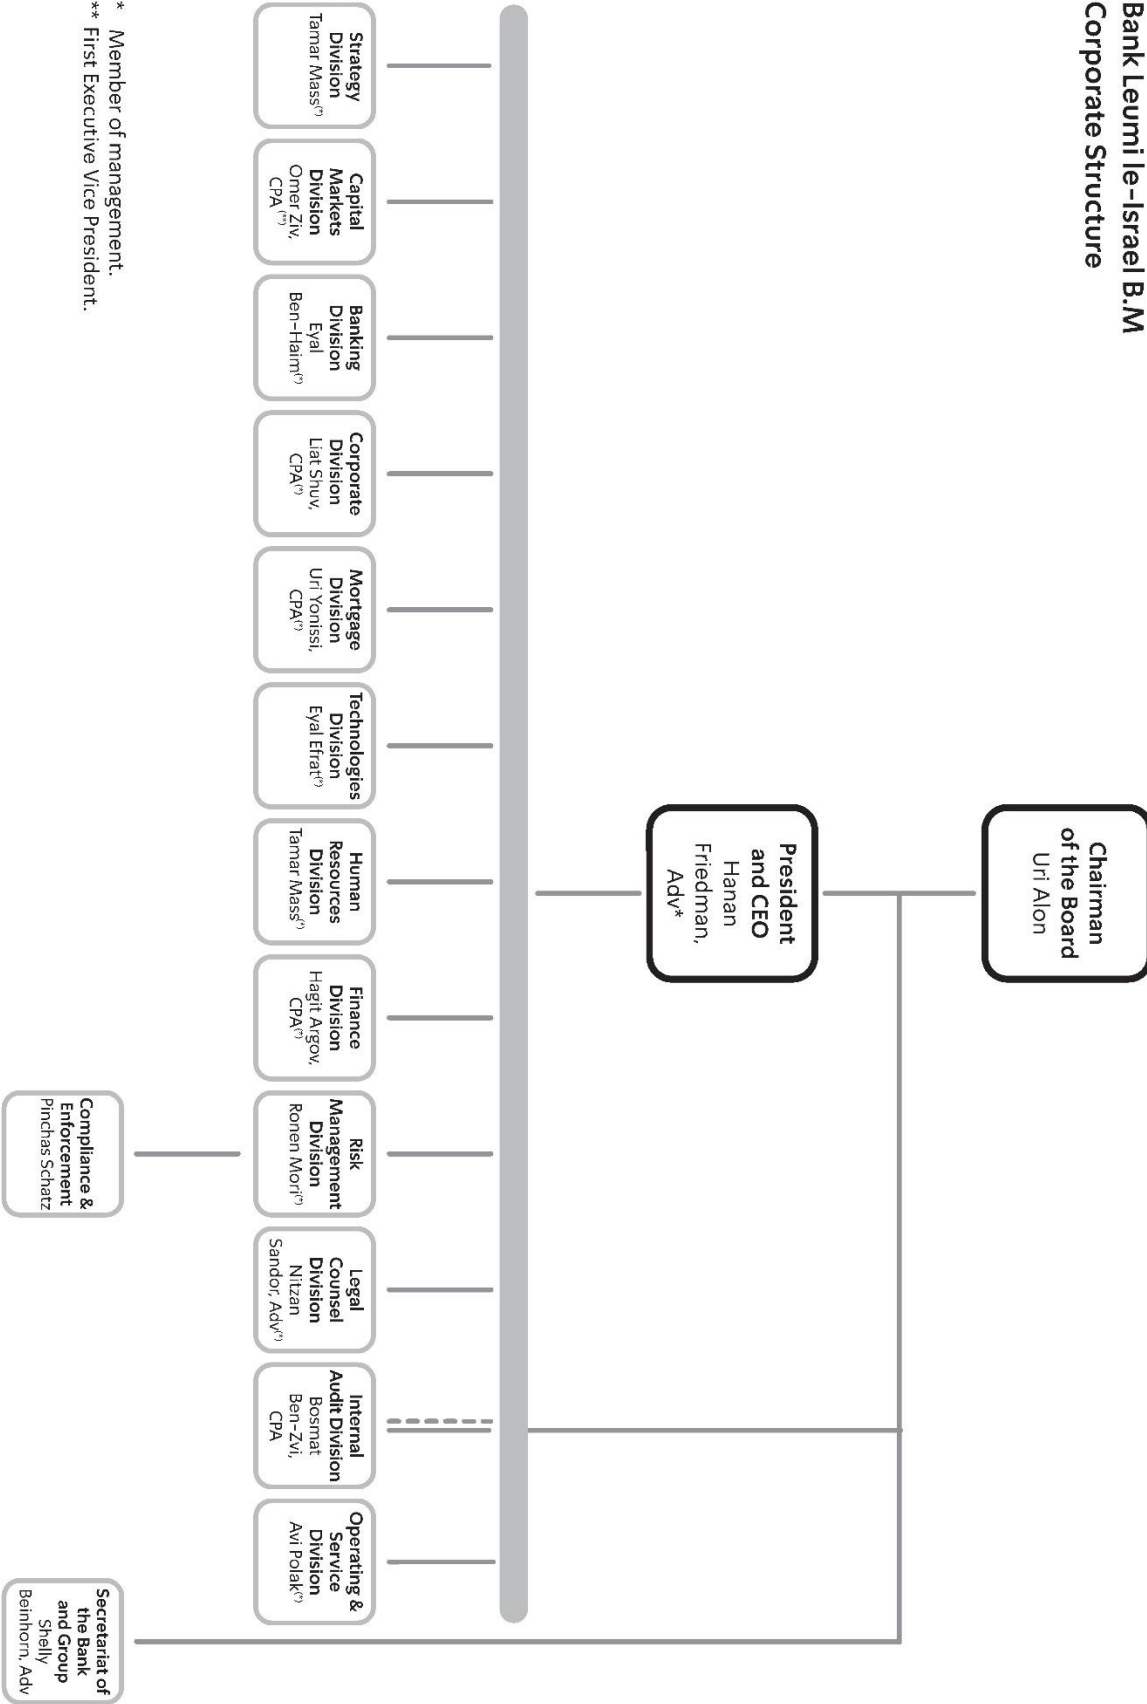 Bank Leumi le-Israel B.M
Corporate Structure
Chairman
of the Board
Uri Alon
President
and CEO
Hanan
Friedman,
Adv*
Strategy
Division
Tamar Mass(*)
Capital
Markets
Division
Omer Ziv,
CPA (**)
Banking
Division
Eyal
Ben-Haim(*)
Corporate
Division
Liat Shuv,
CPA(*)
Mortgage
Division
Uri Yonissi,
CPA(*)
Technologies
Division
Eyal Efrat(*)
Human
Resources
Division
Tamar Mass(*)
Finance
Division
Hagit Argov,
CPA(*)
Risk
Management
Division
Ronen Mori(*)
Legal
Counsel
Division
Nitzan
Sandor, Adv(*)
Internal
Audit Division
Bosmat
Ben-Zvi,
CPA
Operating &
Service
Division
Avi Polak(*)
Compliance &
Enforcement
Pinchas Schatz
Secretariat of
the Bank
and Group
Shelly
Beinhorn, Adv
* Member of management.
** First Executive Vice President.